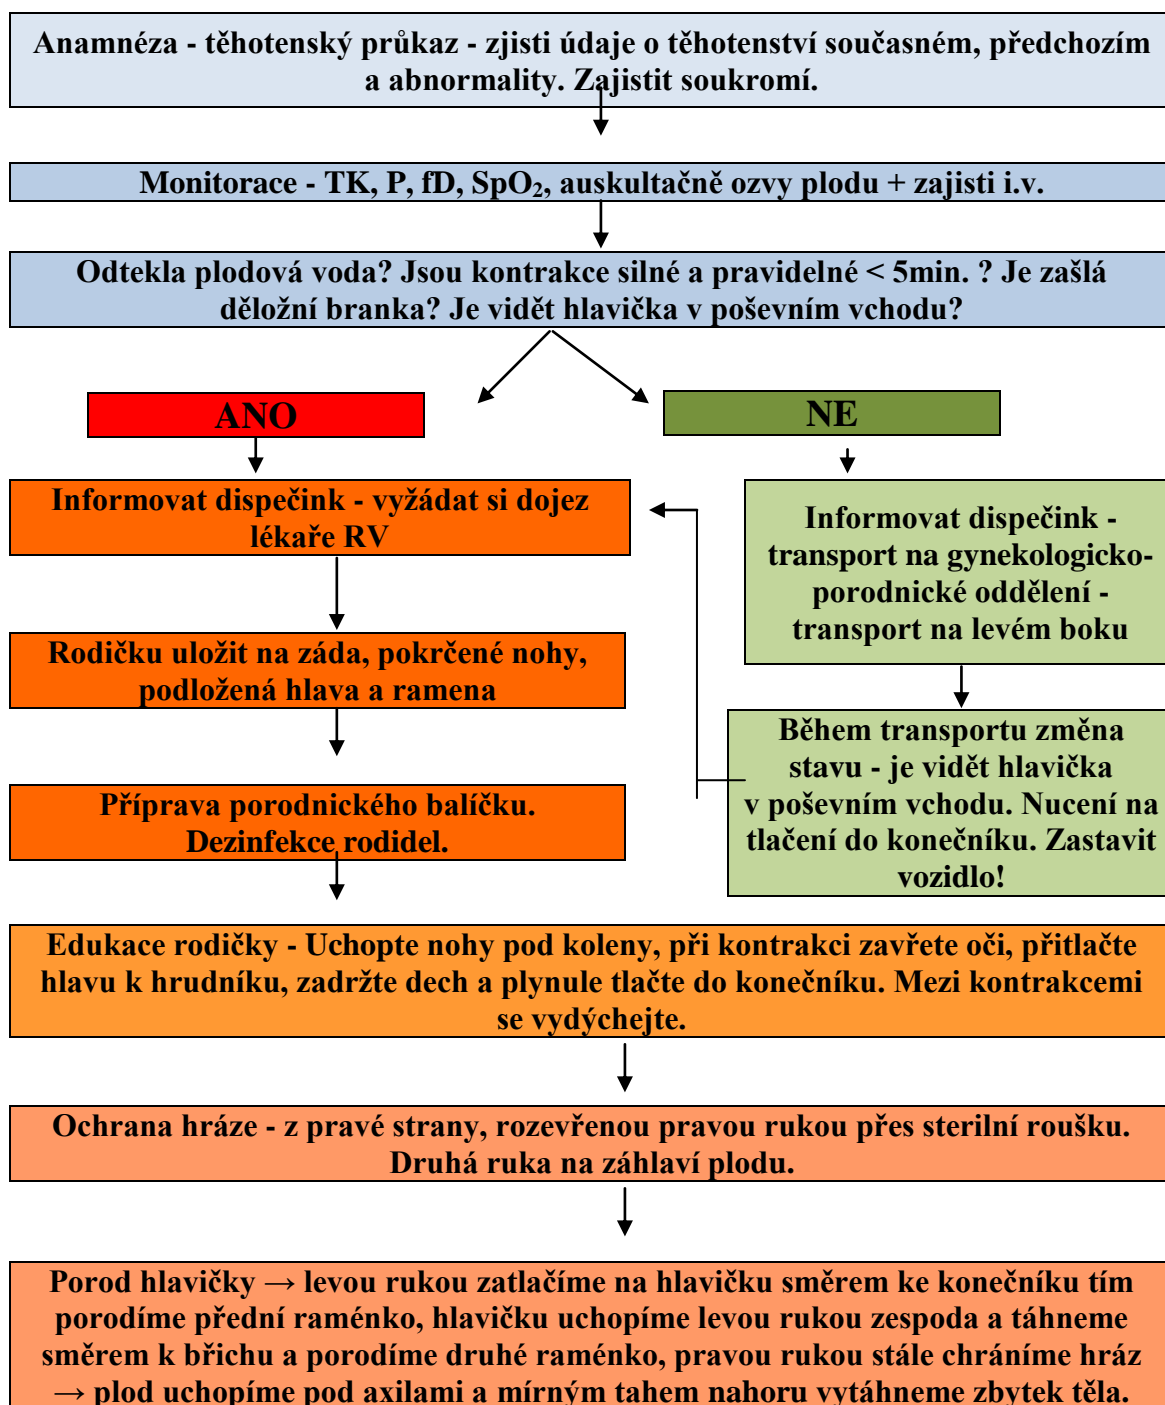 Anamnéza - těhotenský průkaz - zjisti údaje o těhotenství současném, předchozím
a abnormality. Zajistit soukromí.
Monitorace - TK, P, fD, SpO₂, auskultačně ozvy plodu + zajisti i.v.
Odtekla plodová voda? Jsou kontrakce silné a pravidelné < 5min. ? Je zašlá
děložní branka? Je vidět hlavička v poševním vchodu?
ANO
NE
Informovat dispečink - vyžádat si dojez
lékaře RV
Rodičku uložit na záda, pokrčené nohy,
podložená hlava a ramena
Příprava porodnického balíčku.
Dezinfekce rodidel.
Informovat dispečink -
transport na gynekologicko-
porodnické oddělení -
transport na levém boku
Během transportu změna
stavu - je vidět hlavička
v poševním vchodu. Nucení na
tlačení do konečníku. Zastavit
vozidlo!
Edukace rodičky - Uchopte nohy pod koleny, při kontrakci zavřete oči, přitlačte
hlavu k hrudníku, zadržte dech a plynule tlačte do konečníku. Mezi kontrakcemi
se vydýchejte.
Ochrana hráze - z pravé strany, rozevřenou pravou rukou přes sterilní roušku.
Druhá ruka na záhlaví plodu.
Porod hlavičky → levou rukou zatlačíme na hlavičku směrem ke konečníku tím
porodíme přední raménko, hlavičku uchopíme levou rukou zespoda a táhneme
směrem k břichu a porodíme druhé raménko, pravou rukou stále chráníme hráz
→ plod uchopíme pod axilami a mírným tahem nahoru vytáhneme zbytek těla.